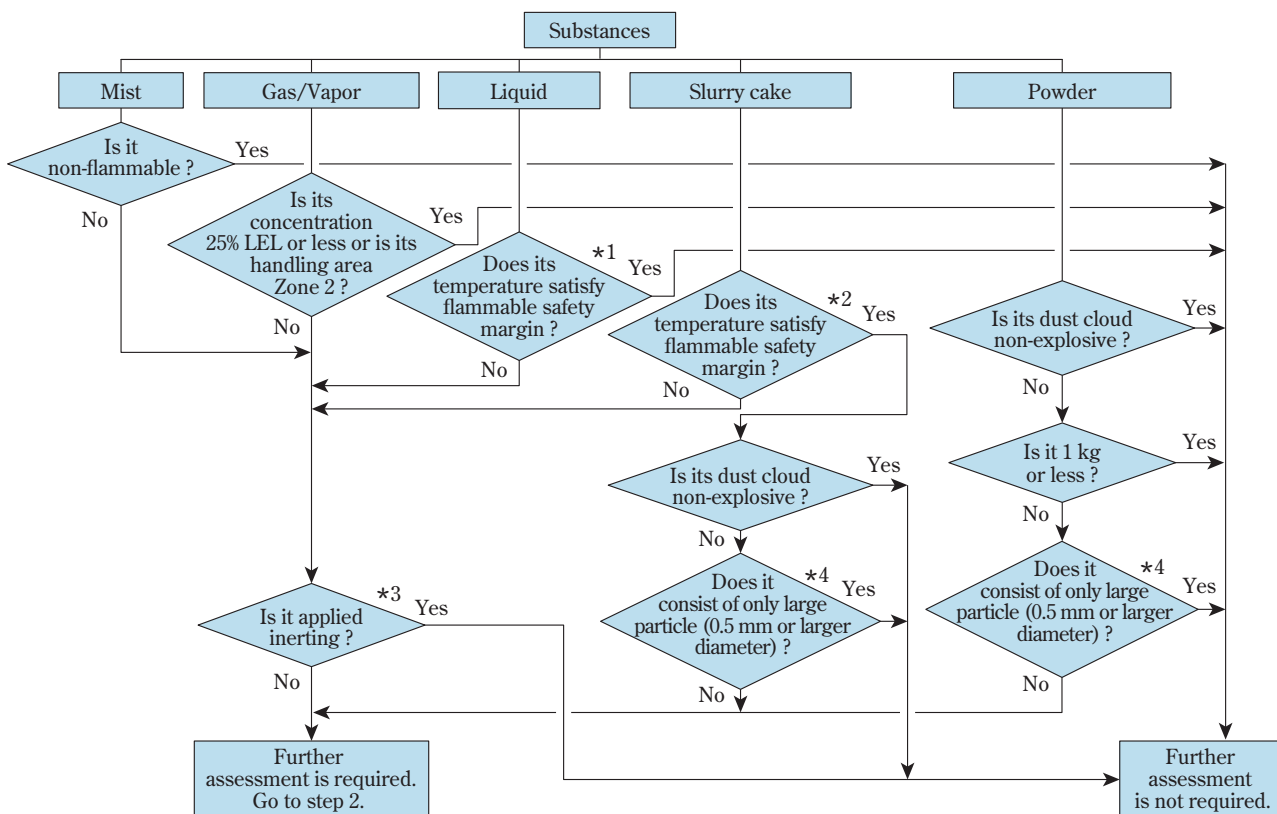 Substances
Mist
Gas/Vapor
Liquid
Slurry cake
Powder
Is it
non-flammable ?
Yes
No
Is its
concentration
25% LEL or less or is its
handling area
Zone 2 ?
Yes
No
Does its
temperature satisfy
flammable safety
margin ?
*1
Yes
No
Does its
temperature satisfy
flammable safety
margin ?
*2
Yes
No
Is its dust cloud
non-explosive ?
Yes
No
Is it 1 kg
or less ?
Yes
No
Is its dust cloud
non-explosive ?
Yes
No
Does it
consist of only large
particle (0.5 mm or larger
diameter) ?
*4
Yes
No
Does it
consist of only large
particle (0.5 mm or larger
diameter) ?
*4
Yes
No
Is it applied
inerting ?
*3
Yes
No
Further
assessment is required.
Go to step 2.
Further
assessment
is not required.